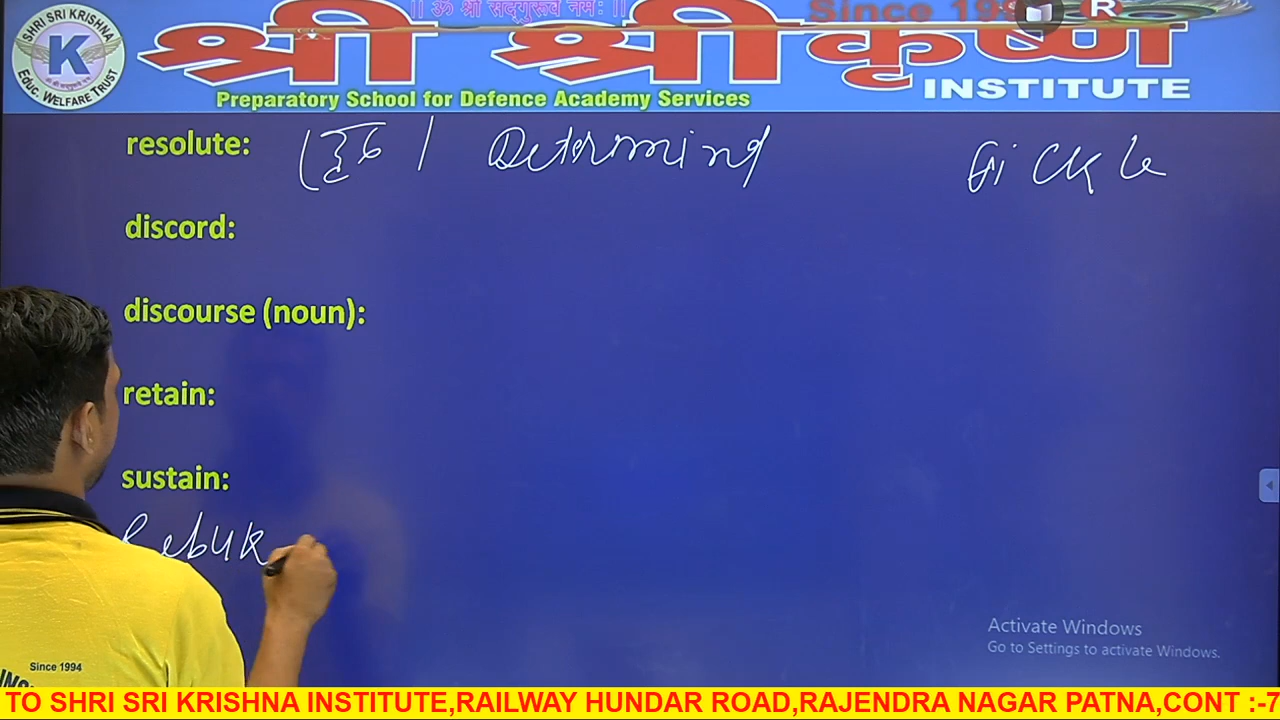 || ॐ श्री सद्गुरूवे नमः ||
Since 199
R
SHRI SRI KRISHNA
K
EDUC. WELFARE TRUST
श्री श्री कृष्ण
INSTITUTE
Preparatory School for Defence Academy Services
resolute: Determind
discord:
discourse (noun):
retain:
sustain:
Rebuk
Since 1994
Activate Windows
Go to Settings to activate Windows.
TO SHRI SRI KRISHNA INSTITUTE,RAILWAY HUNDAR ROAD,RAJENDRA NAGAR PATNA,CONT :-7